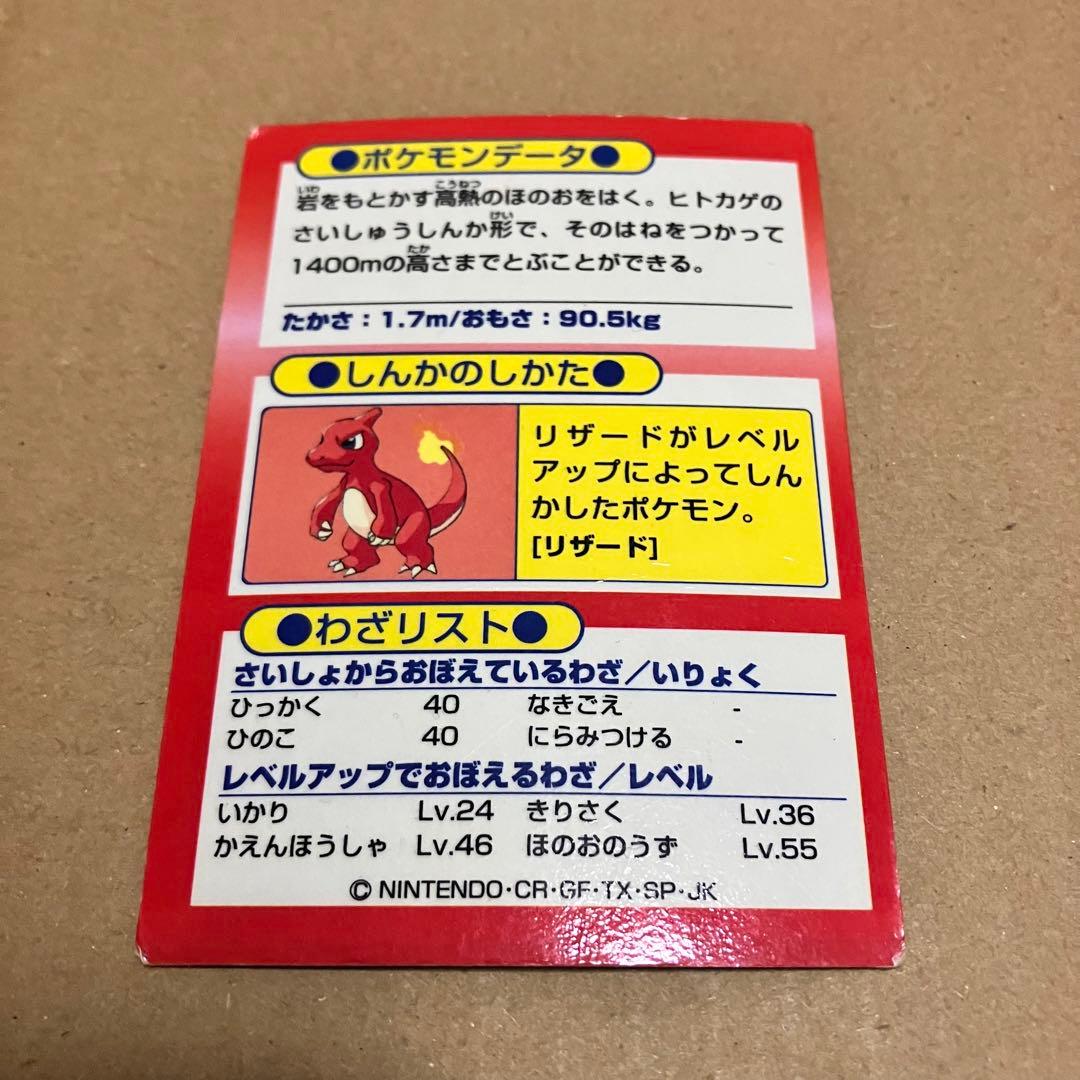 ●ポケモンデータ●
岩をもとかす高熱のほのおをはく。ヒトカゲの
さいしゅうしんか形で、そのはねをつかって
1400mの高さまでとぶことができる。
たかさ：1.7m/おもさ：90.5kg
●しんかのしかた●
リザードがレベル
アップによってしん
かしたポケモン。
[リザード]
●わざリスト●
さいしょからおぼえているわざ／いりょく
ひっかく 40 なきごえ -
ひのこ 40 にらみつける -
レベルアップでおぼえるわざ／レベル
いかり Lv.24 きりさく Lv.36
かえんほうしゃ Lv.46 ほのおのうず Lv.55
© NINTENDO・CR・GF・TX・SP・JK